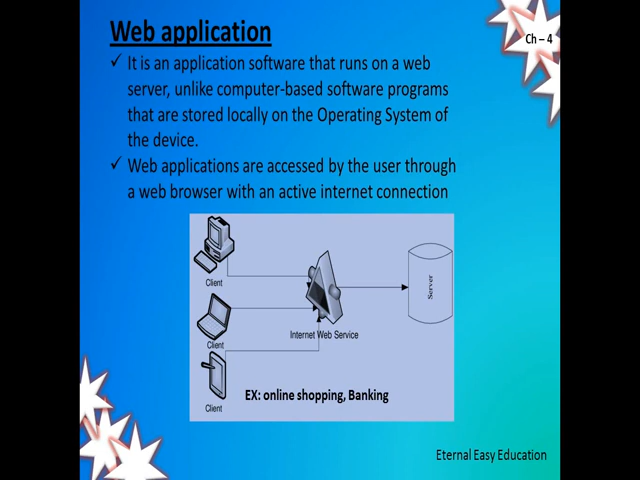 Web application
Ch – 4
✓ It is an application software that runs on a web
server, unlike computer-based software programs
that are stored locally on the Operating System of
the device.
✓ Web applications are accessed by the user through
a web browser with an active internet connection
Client
Server
Internet Web Service
Client
EX: online shopping, Banking
Client
Eternal Easy Education